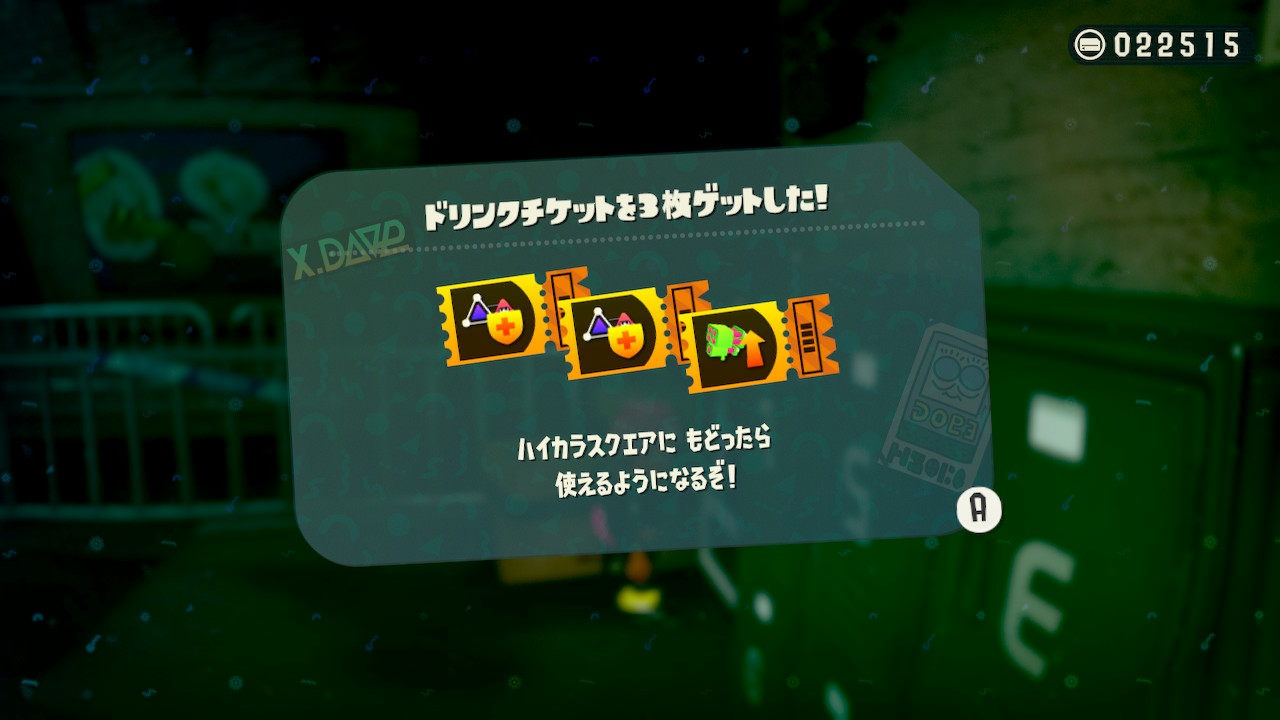 022515
ドリンクチケットを3枚ゲットした!
ハイカラスクエアに もどったら
使えるようになるぞ!
A